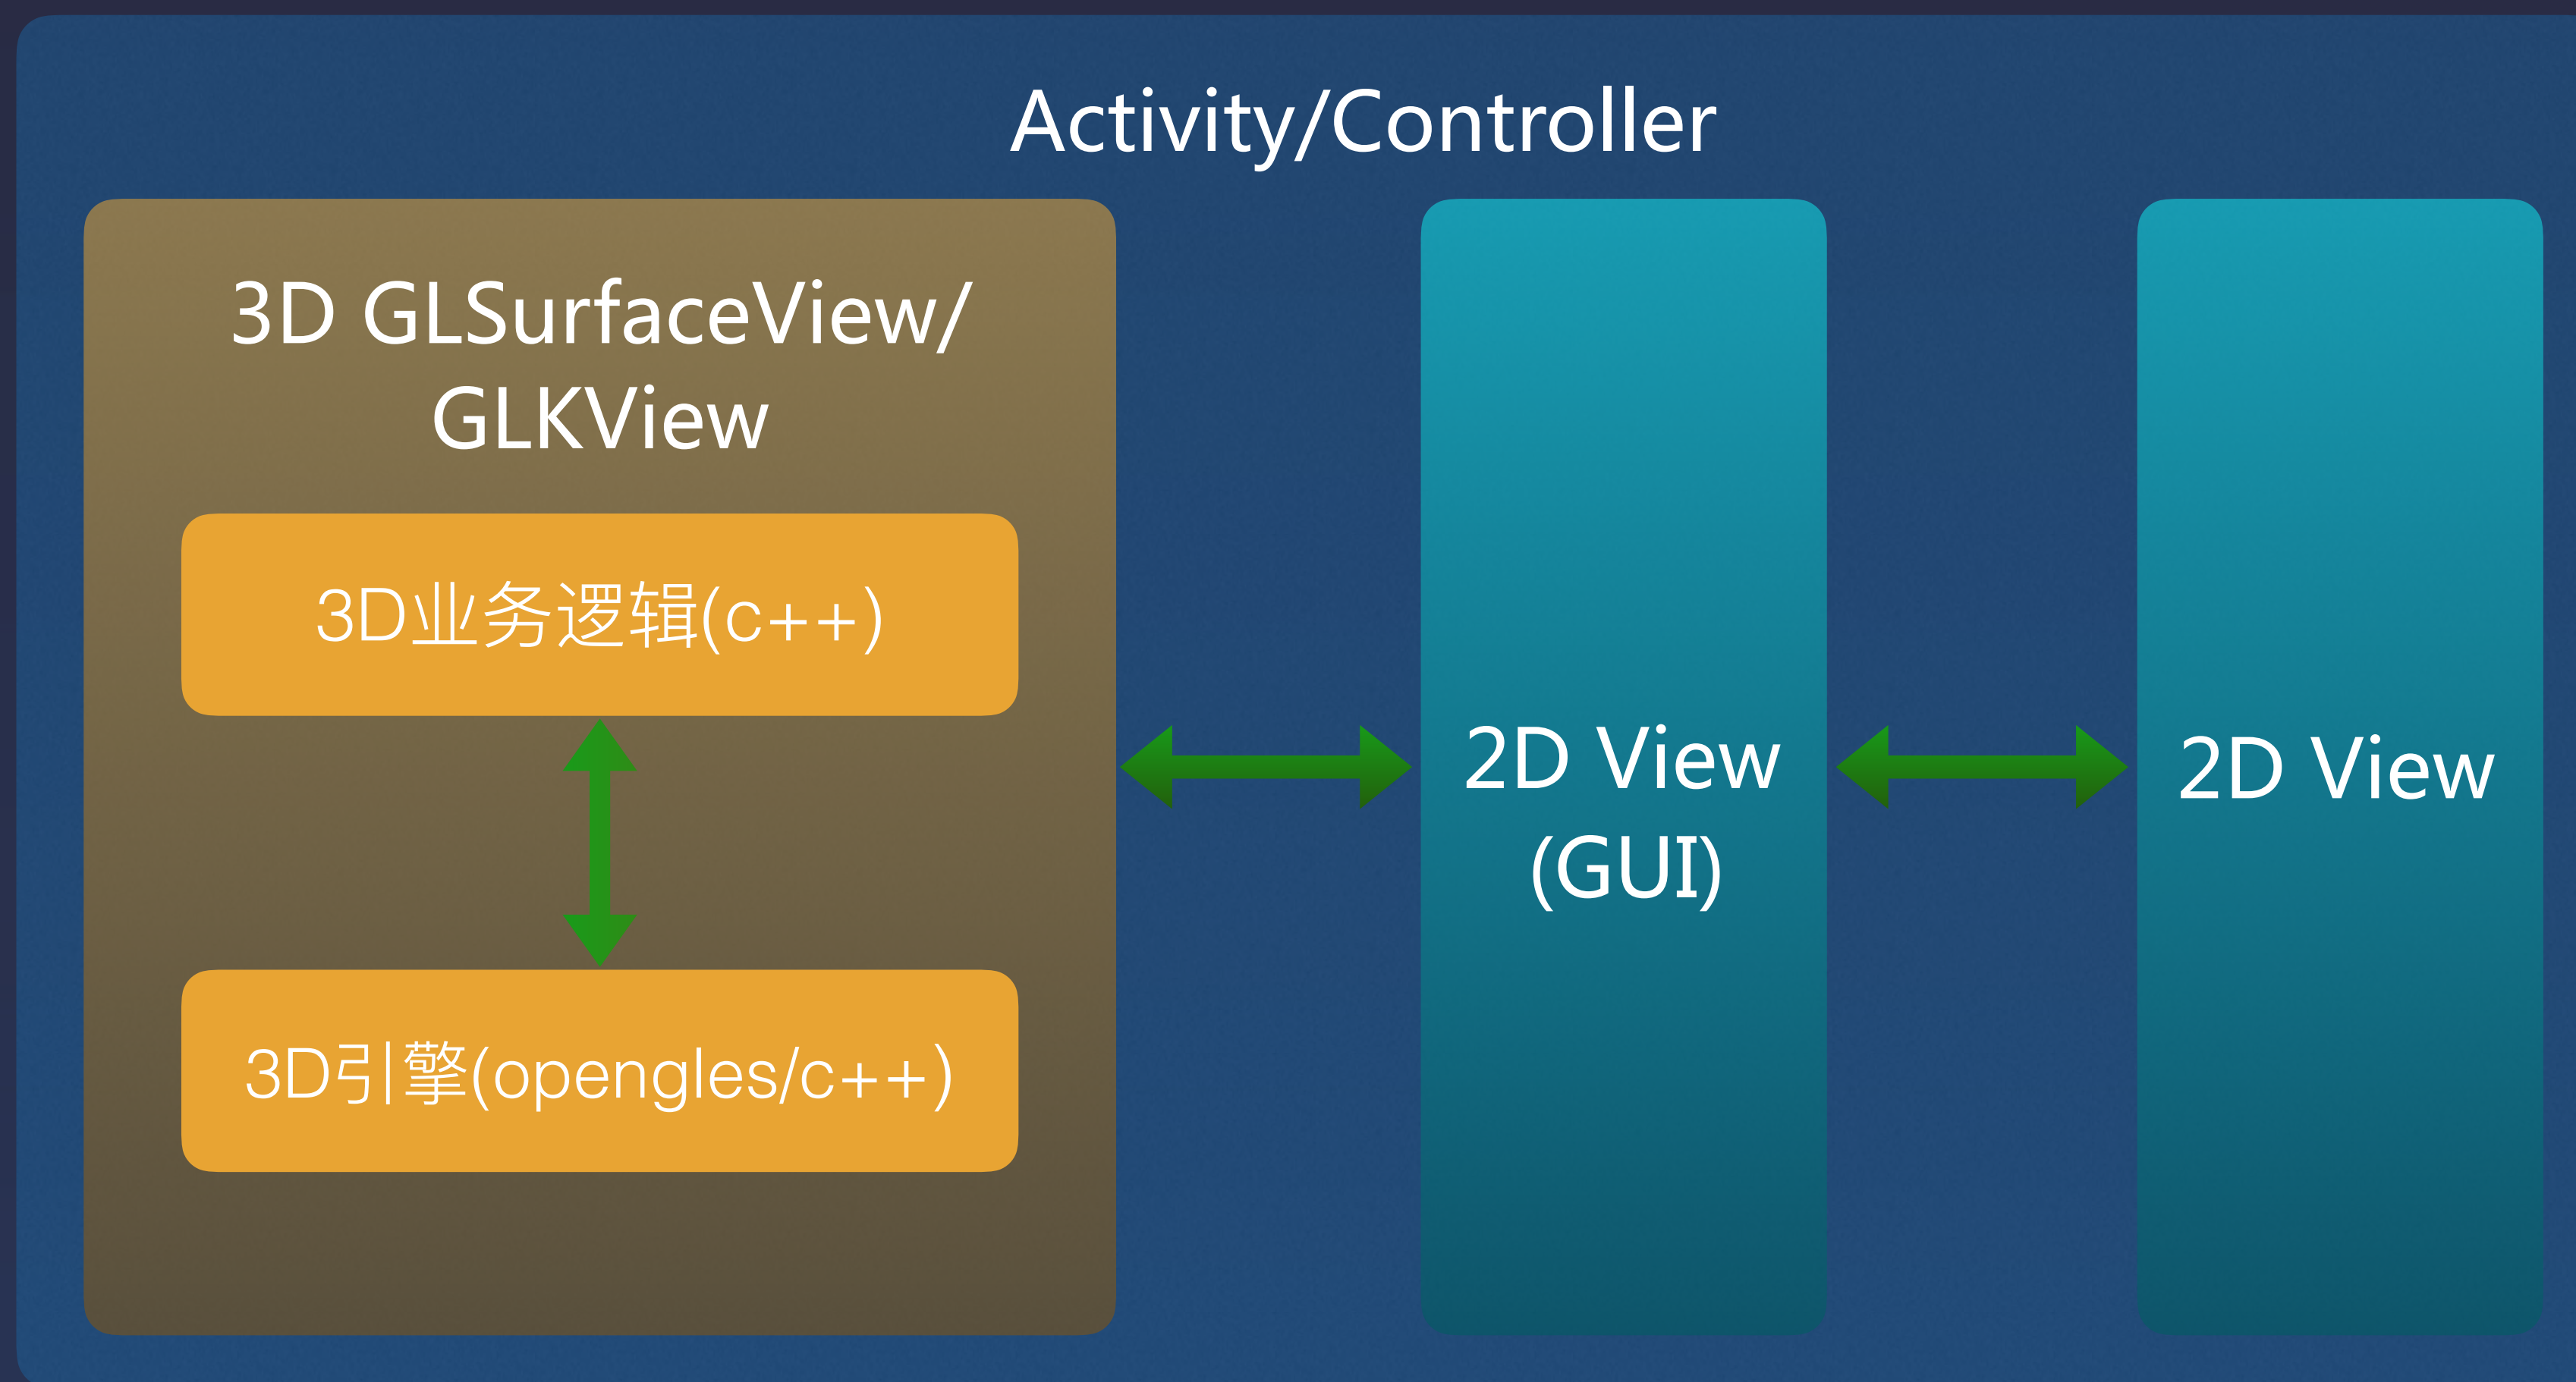 Activity/Controller
3D GLSurfaceView/
GLKView
3D业务逻辑(c++)
3D引擎(opengles/c++)
2D View
(GUI)
2D View